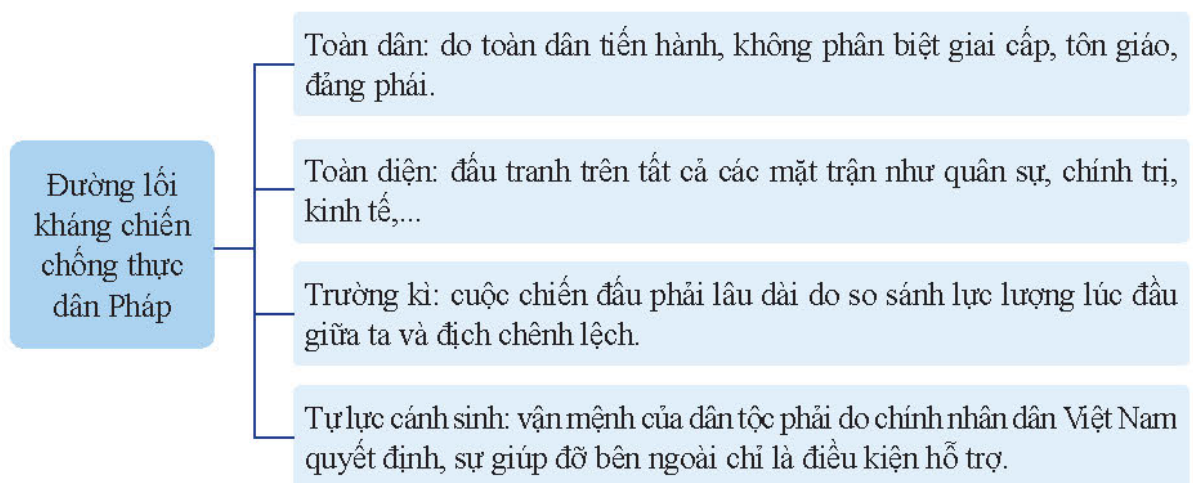 Đường lối
kháng chiến
chống thực
dân Pháp
Toàn dân: do toàn dân tiến hành, không phân biệt giai cấp, tôn giáo,
đảng phái.
Toàn diện: đấu tranh trên tất cả các mặt trận như quân sự, chính trị,
kinh tế,...
Trường kì: cuộc chiến đấu phải lâu dài do so sánh lực lượng lúc đầu
giữa ta và địch chênh lệch.
Tự lực cánh sinh: vận mệnh của dân tộc phải do chính nhân dân Việt Nam
quyết định, sự giúp đỡ bên ngoài chỉ là điều kiện hỗ trợ.